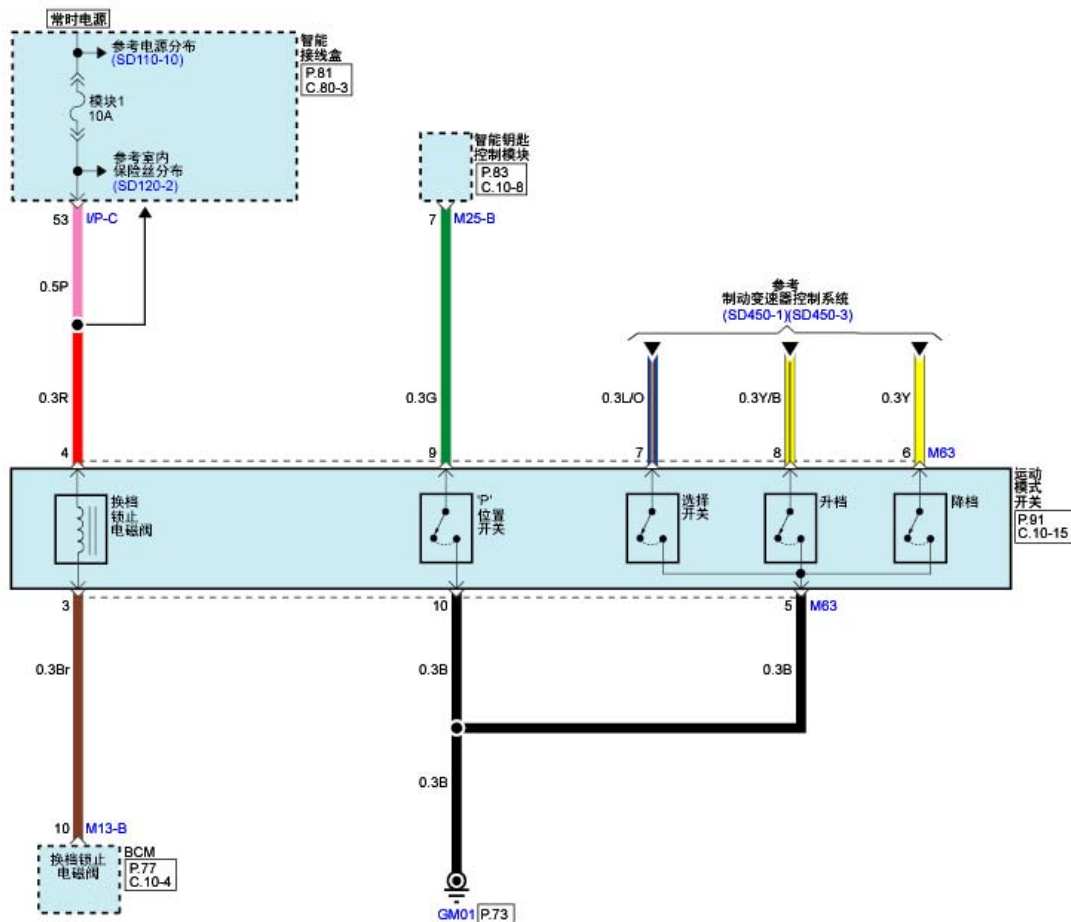 常时电源
参考电源分布
(SD110-10)
智能
接线盒
P.81
C.80-3
模块1
10A
参考室内
保险丝分布
(SD120-2)
智能钥匙
控制模块
P.83
C.10-8
53
I/P-C
7
M25-B
0.5P
参考
制动变速器控制系统
(SD450-1)(SD450-3)
0.3R
0.3G
0.3L/O
0.3Y/B
0.3Y
4
9
7
8
6
M63
换档
锁止
电磁阀
'P'
位置
开关
选择
开关
升档
降档
运动
模式
开关
P.91
C.10-15
3
10
5
M63
0.3Br
0.3B
0.3B
0.3B
10
M13-B
换档锁止
电磁阀
BCM
P.77
C.10-4
GM01
P.73